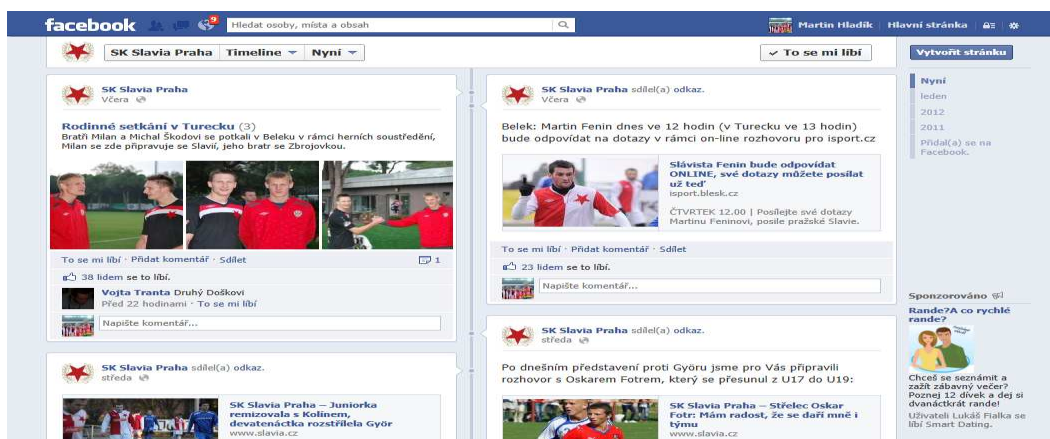 facebook
9
Hledat osoby, místa a obsah
Martin Hladík
Hlavní stránka
SK Slavia Praha
Timeline
Nyní
To se mi líbí
Vytvořit stránku
SK Slavia Praha
Včera
Rodinné setkání v Turecku (3)
Bratři Milan a Michal Škodovi se potkali v Beleku v rámci herních soustředění,
Milan se zde připravuje se Slavií, jeho bratr se Zbrojovkou.
To se mi líbí · Přidat komentář · Sdílet
1
38 lidem se to líbí.
Vojta Tranta Druhý Doškovi
Před 22 hodinami · To se mi líbí
Napište komentář...
SK Slavia Praha sdílel(a) odkaz.
středa
SK Slavia Praha – Juniorka
remizovala s Kolínem,
devatenáctka rozstřílela Györ
www.slavia.cz
SK Slavia Praha sdílel(a) odkaz.
Včera
Belek: Martin Fenin dnes ve 12 hodin (v Turecku ve 13 hodin)
bude odpovídat na dotazy v rámci on-line rozhovoru pro isport.cz
Slávista Fenin bude odpovídat
ONLINE, své dotazy můžete posílat
už teď
isport.blesk.cz
ČTVRTEK 12.00 | Posílejte své dotazy
Martinu Feninovi, posile pražské Slavie.
To se mi líbí · Přidat komentář · Sdílet
23 lidem se to líbí.
Napište komentář...
SK Slavia Praha sdílel(a) odkaz.
středa
Po dnešním představení proti Györu jsme pro Vás připravili
rozhovor s Oskarem Fotrem, který se přesunul z U17 do U19:
SK Slavia Praha – Střelec Oskar
Fotr: Mám radost, že se daří mně i
týmu
www.slavia.cz
Nyní
leden
2012
2011
Přidal(a) se na
Facebook.
Sponzorováno
Rande?A co rychlé
rande?
Chceš se seznámit a
zažít zábavný večer?
Poznej 12 dívek a dej si
dvanáctkrát rande!
Uživateli Lukáš Fialka se
líbí Smart Dating.